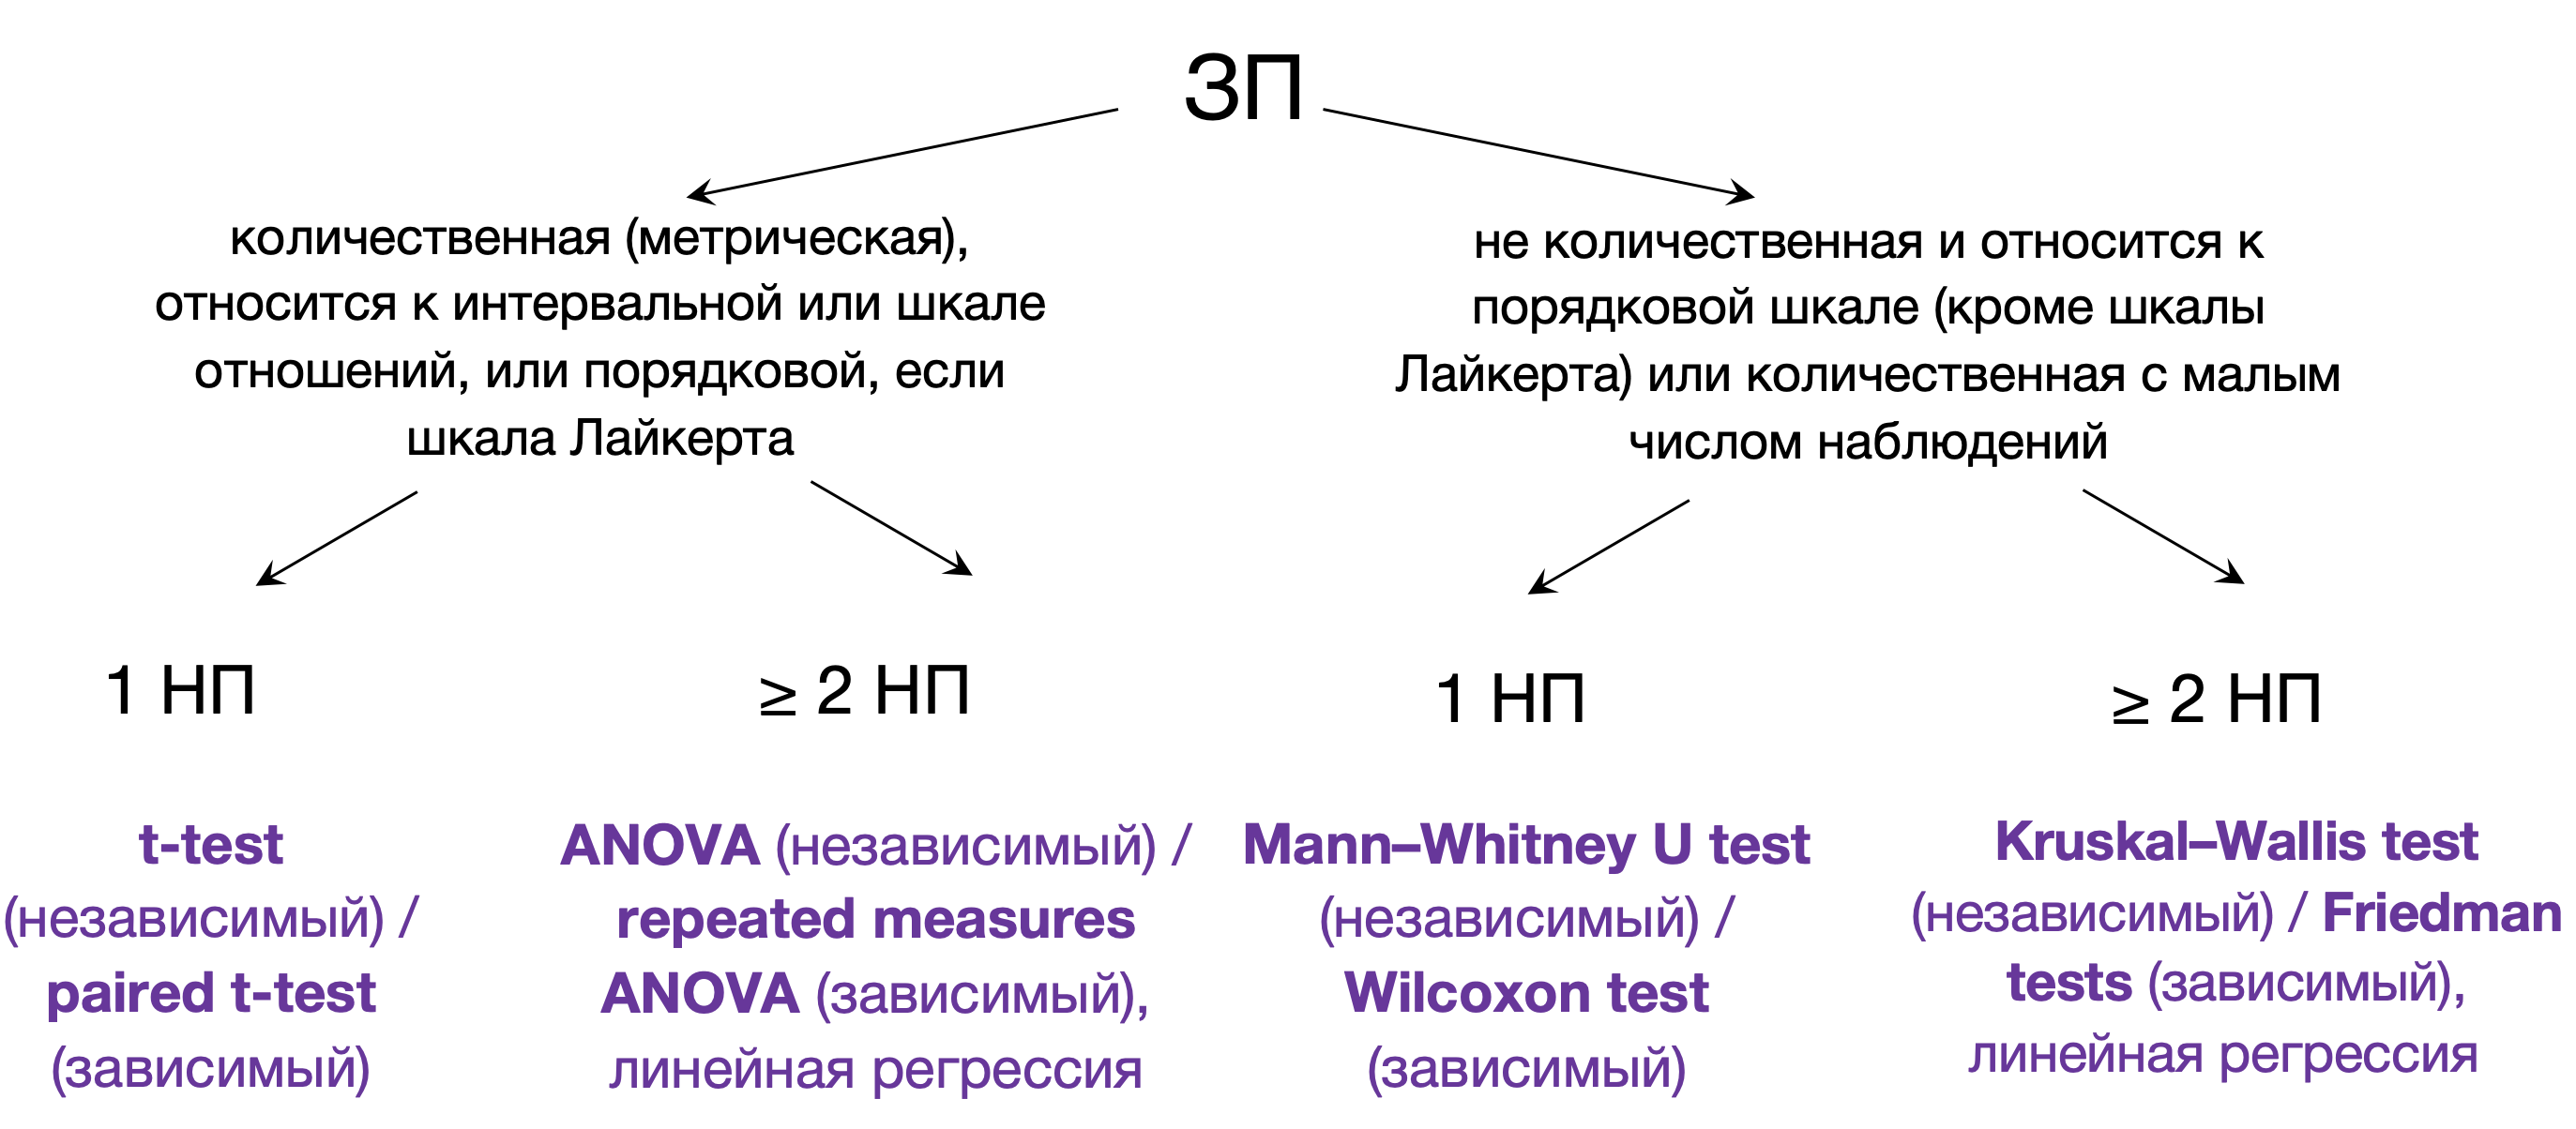 ЗП
количественная (метрическая),
относится к интервальной или шкале
отношений, или порядковой, если
шкала Лайкерта
не количественная и относится к
порядковой шкале (кроме шкалы
Лайкерта) или количественная с малым
числом наблюдений
1 НП
≥ 2 НП
1 НП
≥ 2 НП
t-test
(независимый) /
paired t-test
(зависимый)
ANOVA (независимый) /
repeated measures
ANOVA (зависимый),
линейная регрессия
Mann–Whitney U test
(независимый) /
Wilcoxon test
(зависимый)
Kruskal–Wallis test
(независимый) / Friedman
tests (зависимый),
линейная регрессия